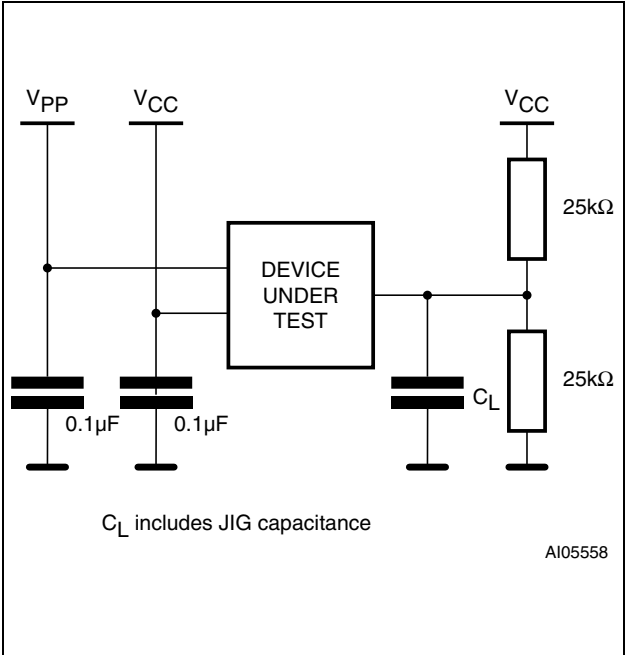 VPP VCC VCC
25kΩ
DEVICE
UNDER
TEST
25kΩ
CL
0.1µF 0.1µF
CL includes JIG capacitance
AI05558